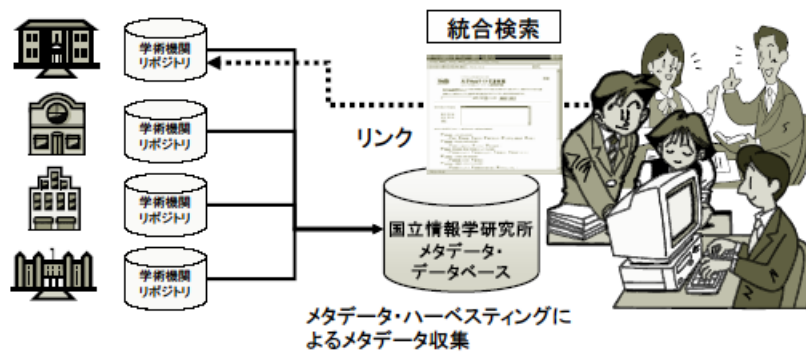 統合検索
学術機関
リポジトリ
学術機関
リポジトリ
学術機関
リポジトリ
学術機関
リポジトリ
リンク
国立情報学研究所
メタデータ・
データベース
メタデータ・ハーベスティングに
よるメタデータ収集